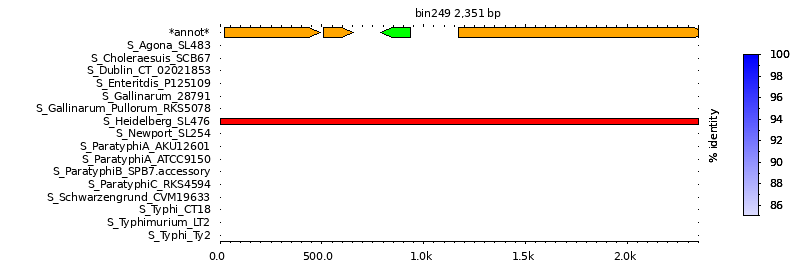 bin249 2,351 bp
*annot*
S_Agona_SL483
S_Choleraesuis_SCB67
S_Dublin_CT_02021853
S_Enteritidis_P125109
S_Gallinarum_28791
S_Gallinarum_Pullorum_RKS5078
S_Heidelberg_SL476
S_Newport_SL254
S_ParatyphiA_AKU12601
S_ParatyphiA_ATCC9150
S_ParatyphiB_SPB7.accessory
S_ParatyphiC_RKS4594
S_Schwarzengrund_CVM19633
S_Typhi_CT18
S_Typhimurium_LT2
S_Typhi_Ty2
0.0 500.0 1.0k 1.5k 2.0k
% identity
100
98
96
94
92
90
88
86